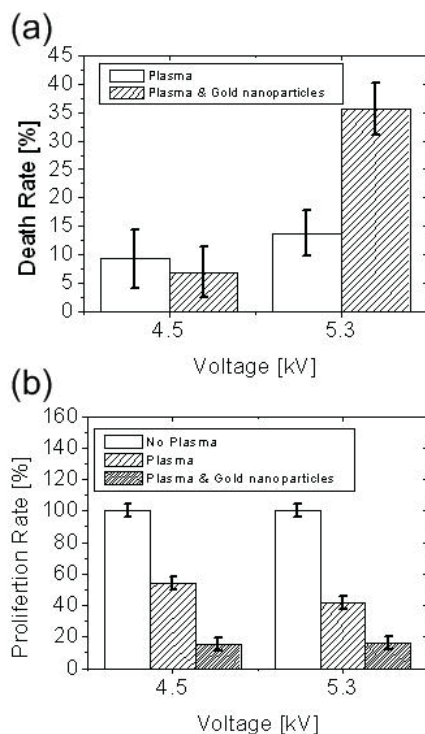 (a)
45
40
35
30
25
20
15
10
5
0
Death Rate [%]
Plasma
Plasma & Gold nanoparticles
4.5
5.3
Voltage [kV]
(b)
160
140
120
100
80
60
40
20
0
Prolifertion Rate [%]
No Plasma
Plasma
Plasma & Gold nanoparticles
4.5
5.3
Voltage [kV]